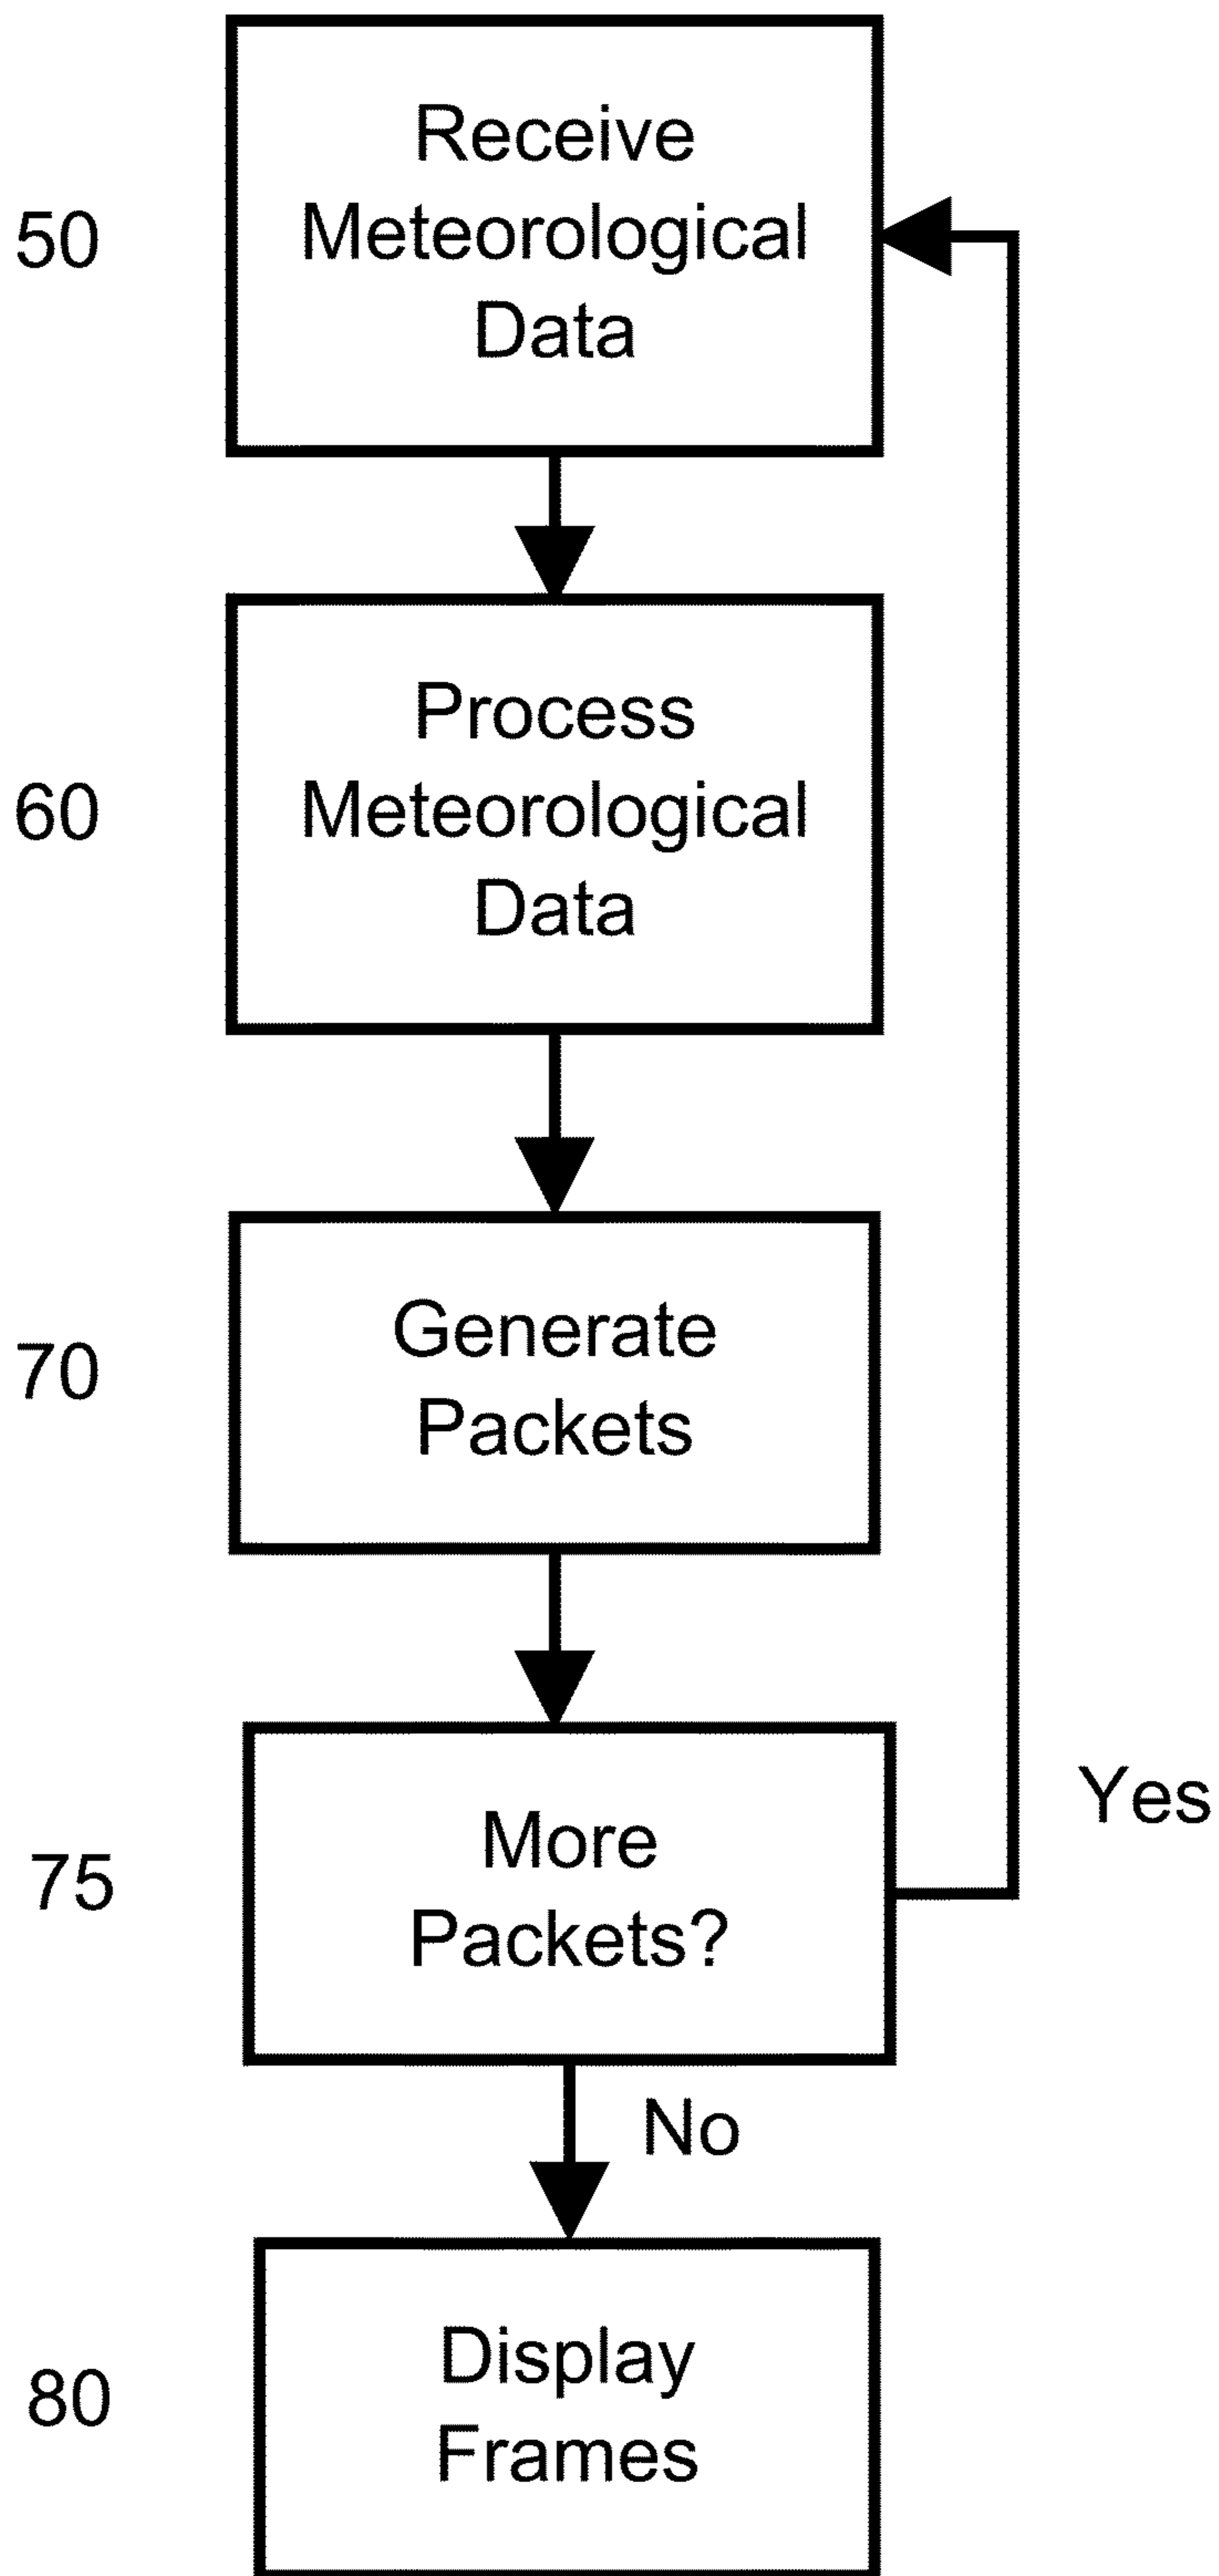 50
Receive
Meteorological
Data
60
Process
Meteorological
Data
70
Generate
Packets
75
More
Packets?
Yes
No
80
Display
Frames